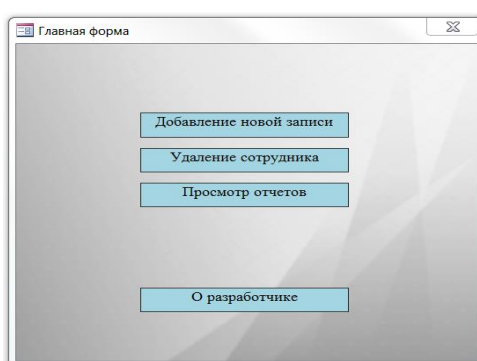 Главная форма
Добавление новой записи
Удаление сотрудника
Просмотр отчетов
О разработчике